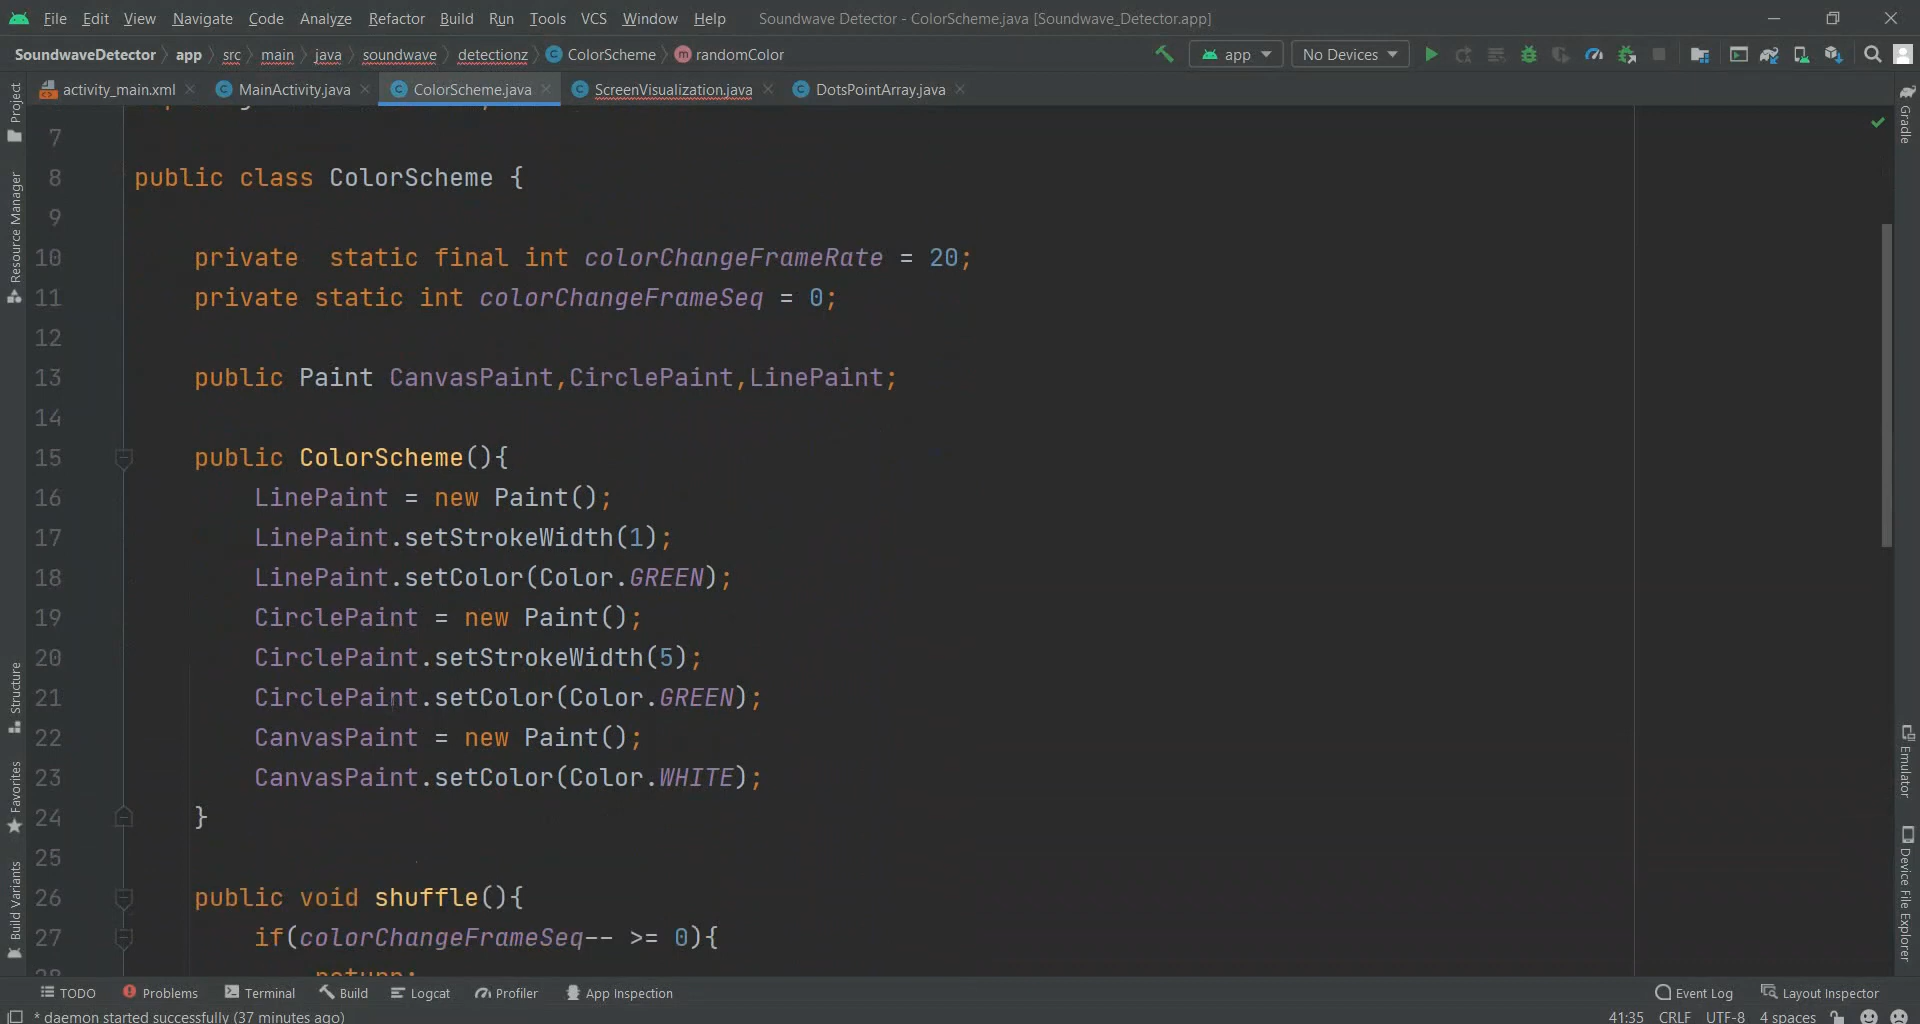 File Edit View Navigate Code Analyze Refactor Build Run Tools VCS Window Help Soundwave Detector - ColorScheme.java [Soundwave_Detector.app]
SoundwaveDetector app src main java soundwave detectionz C ColorScheme m randomColor app No Devices
activity_main.xml C MainActivity.java C ColorScheme.java C ScreenVisualization.java C DotsPointArray.java
Project
Resource Manager
Structure
Favorites
Build Variants
7
8 public class ColorScheme {
9
10 private  static final int colorChangeFrameRate = 20;
11 private static int colorChangeFrameSeq = 0;
12
13 public Paint CanvasPaint,CirclePaint,LinePaint;
14
15 public ColorScheme(){
16 LinePaint = new Paint();
17 LinePaint.setStrokeWidth(1);
18 LinePaint.setColor(Color.GREEN);
19 CirclePaint = new Paint();
20 CirclePaint.setStrokeWidth(5);
21 CirclePaint.setColor(Color.GREEN);
22 CanvasPaint = new Paint();
23 CanvasPaint.setColor(Color.WHITE);
24 }
25
26 public void shuffle(){
27 if(colorChangeFrameSeq-- >= 0){
28 return;
Gradle
Emulator
Device File Explorer
TODO Problems Terminal Build Logcat Profiler App Inspection Event Log Layout Inspector
* daemon started successfully (37 minutes ago) 41:35 CRLF UTF-8 4 spaces